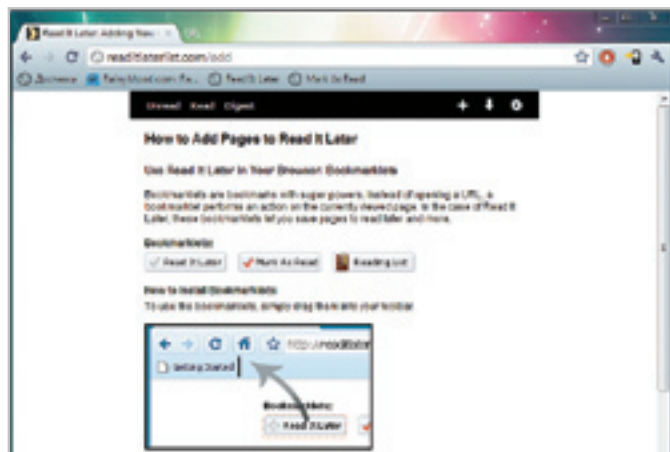 Read It Later: Adding New
readitlaterlist.com/add
Read It Later Mark As Read
Unread Read Digest
How to Add Pages to Read It Later
Use Read It Later in Your Browser: Bookmarklets
Bookmarklets are bookmarks with super powers. Instead of opening a URL, a
bookmarklet performs an action on the currently viewed page. In the case of Read It
Later, these bookmarklets let you save pages to read later and more.
Bookmarklets:
Read It Later Mark As Read Reading List
How to Install Bookmarklets
To use the bookmarklets, simply drag them into your toolbar
http://readitlater
Getting Started
Bookmarklets:
Read It Later